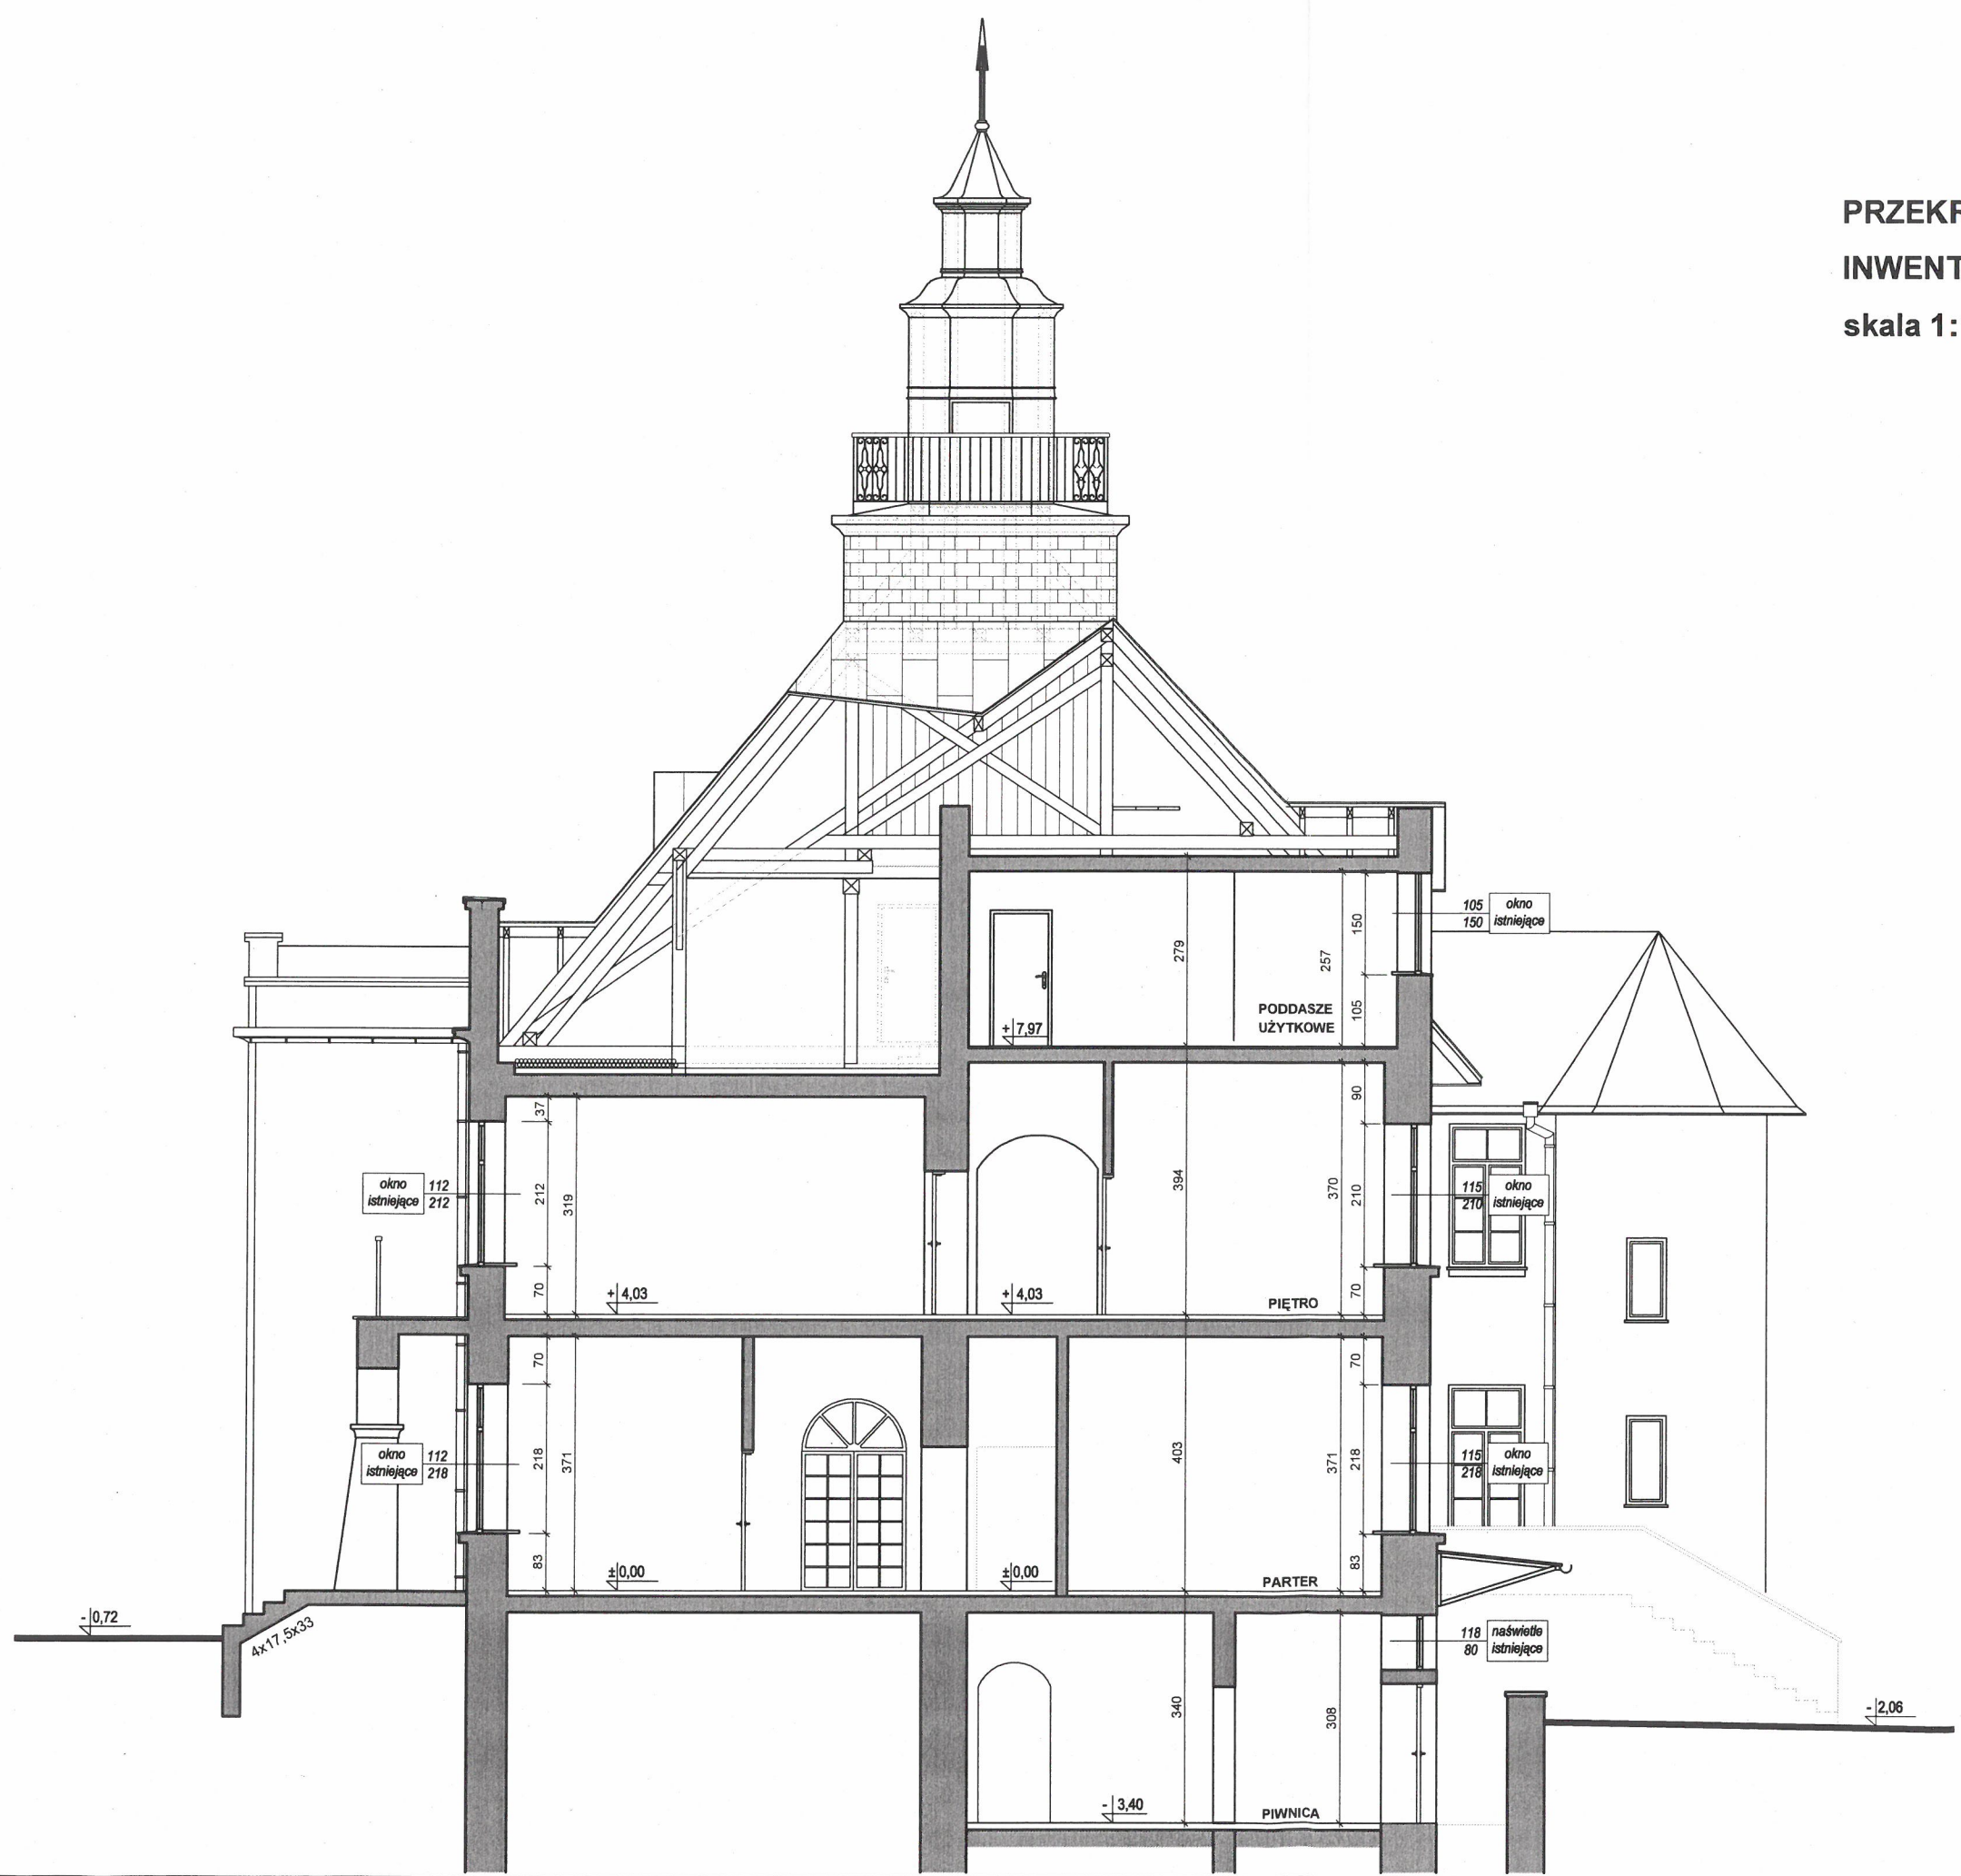 PRZEKR
INWENT
skala 1:
105
150
okno
istniejące
150
279
257
PODDASZE
UŻYTKOWE
105
+ 7,97
90
37
okno
istniejące
112
212
212
319
394
370
210
115
210
okno
istniejące
70
+ 4,03
+ 4,03
PIĘTRO
70
70
70
okno
istniejące
112
218
218
371
403
371
218
115
218
okno
istniejące
83
± 0,00
± 0,00
PARTER
83
- 0,72
4x17,5x33
118
80
naświetle
istniejące
340
308
- 2,06
- 3,40
PIWNICA